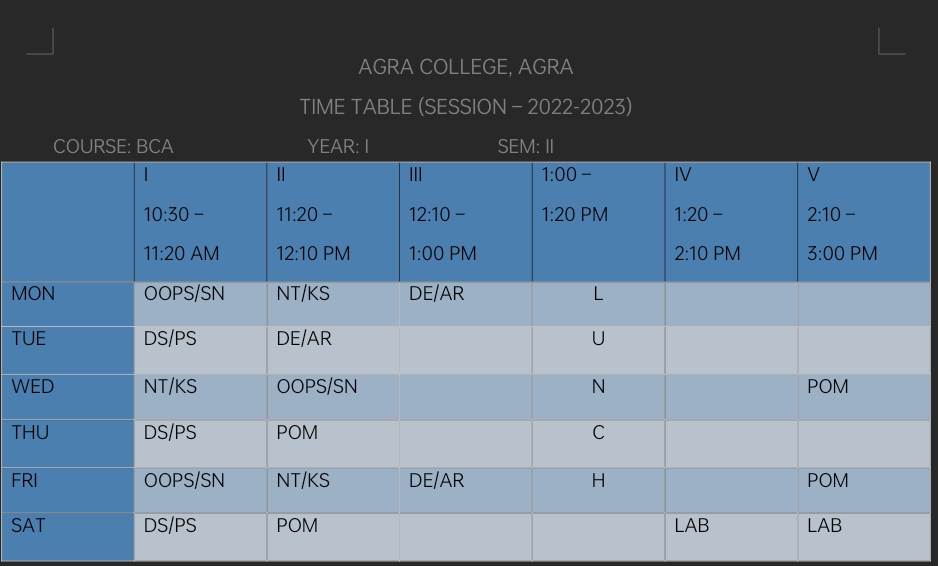 AGRA COLLEGE, AGRA
TIME TABLE (SESSION – 2022-2023)
COURSE: BCA YEAR: I SEM: II
I II III 1:00 – IV V
10:30 – 11:20 – 12:10 – 1:20 PM 1:20 – 2:10 –
11:20 AM 12:10 PM 1:00 PM 2:10 PM 3:00 PM
MON OOPS/SN NT/KS DE/AR L
TUE DS/PS DE/AR U
WED NT/KS OOPS/SN N POM
THU DS/PS POM C
FRI OOPS/SN NT/KS DE/AR H POM
SAT DS/PS POM LAB LAB